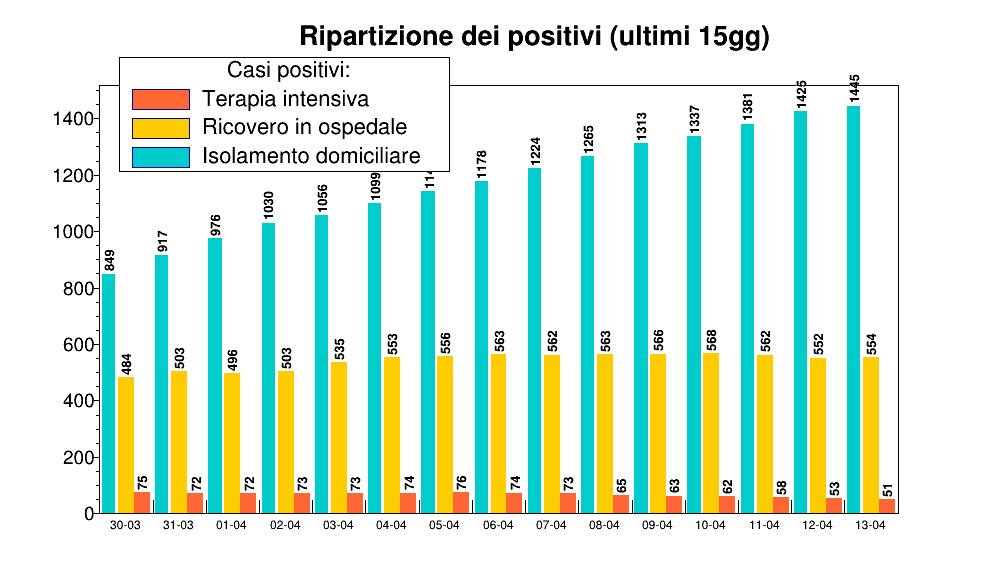 Ripartizione dei positivi (ultimi 15gg)
Casi positivi:
Terapia intensiva
Ricovero in ospedale
Isolamento domiciliare
1400
1200
1000
800
600
400
200
0
849 484 75
917 503 72
976 496 72
1030 503 73
1056 535 73
1099 553 74
556 76
1178 563 74
1224 562 73
1265 563 65
1313 566 63
1337 568 62
1381 562 58
1425 552 53
1445 554 51
30-03 31-03 01-04 02-04 03-04 04-04 05-04 06-04 07-04 08-04 09-04 10-04 11-04 12-04 13-04